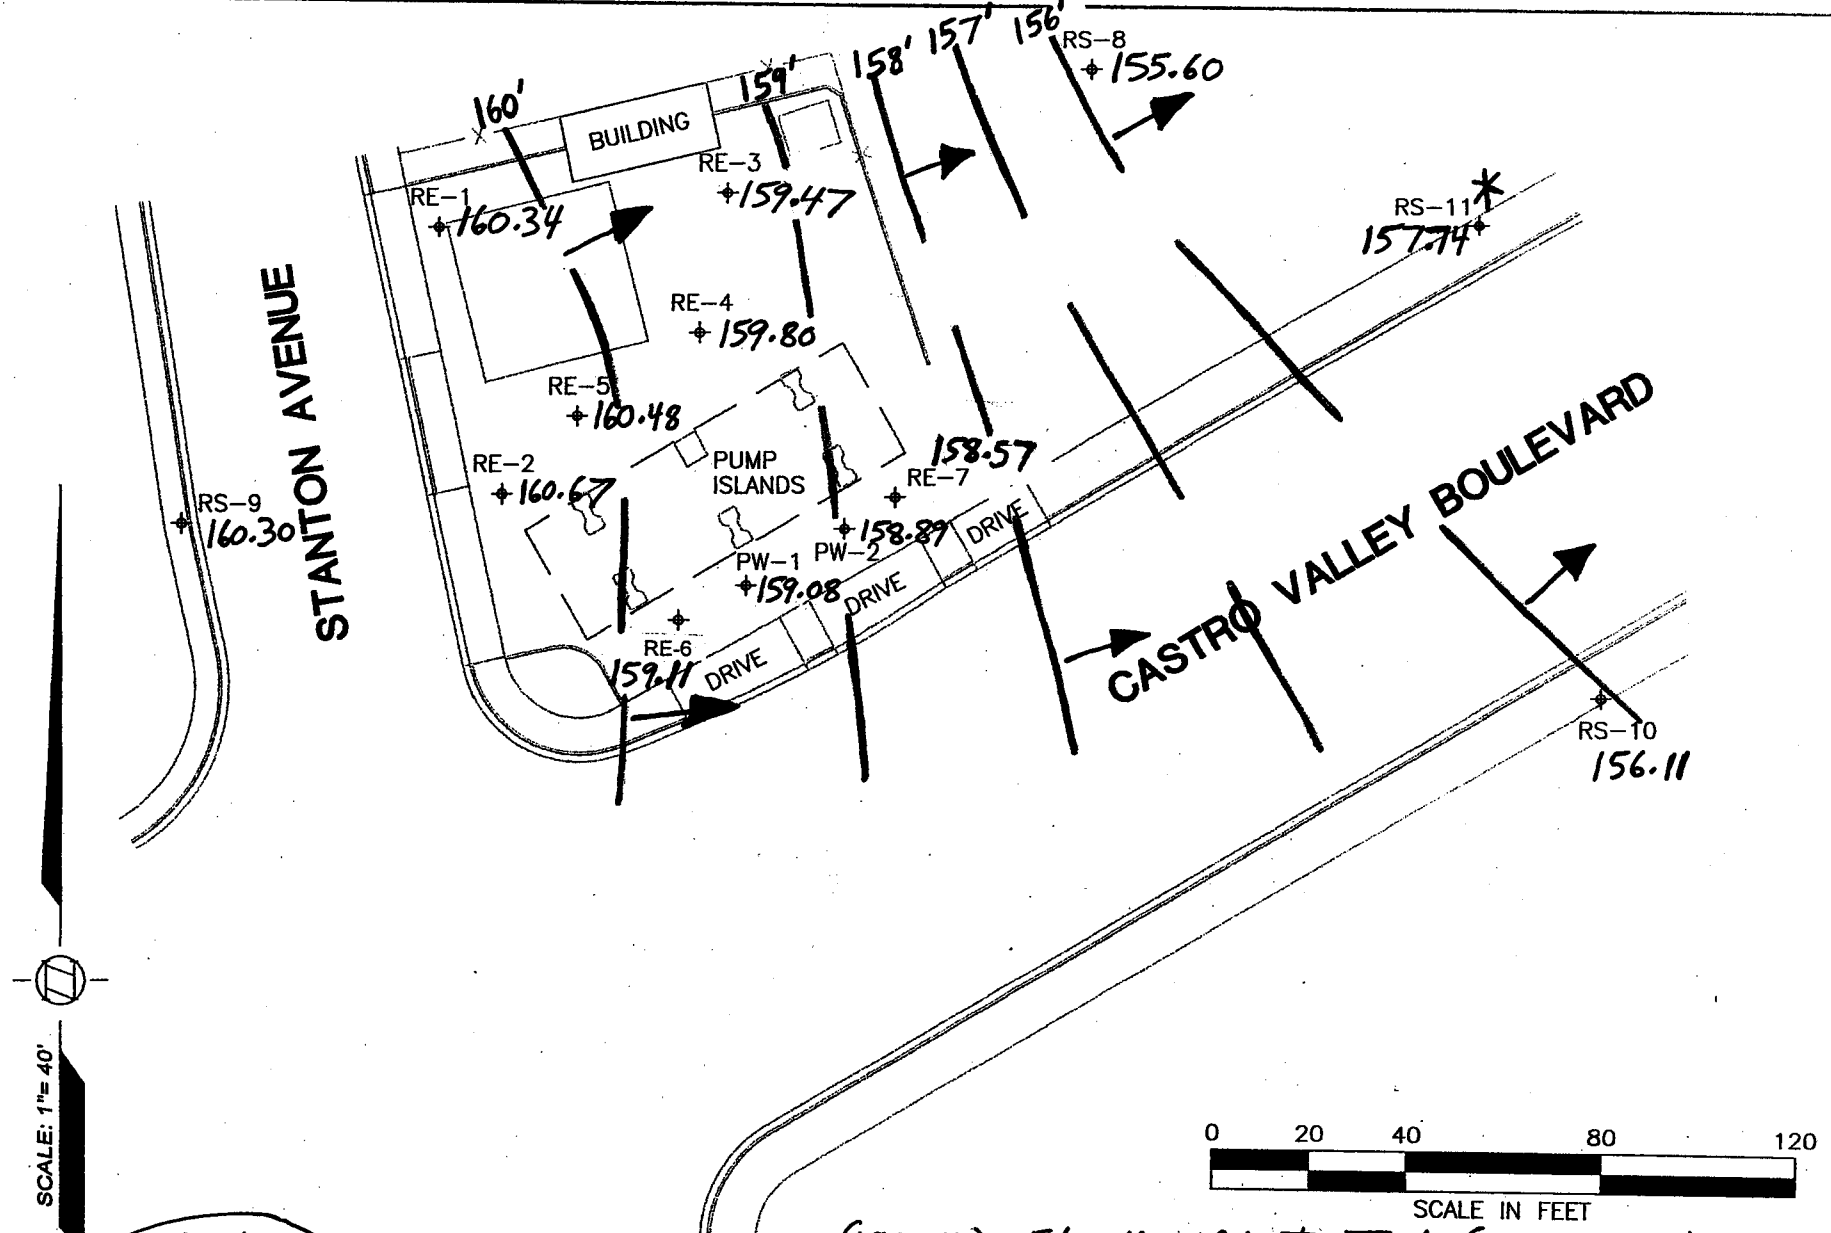 160'
159'
158'
157'
156'
RS-8
155.60
BUILDING
RE-3
159.47
RE-1
160.34
RS-11*
157.74
RE-4
159.80
RE-5
160.48
STANTON AVENUE
RE-2
160.67
PUMP
ISLANDS
158.57
RE-7
RS-9
160.30
PW-2
158.89
DRIVE
PW-1
159.08
DRIVE
RE-6
159.11
DRIVE
CASTRO VALLEY BOULEVARD
RS-10
156.11
SCALE: 1"= 40'
0 20 40 80 120
SCALE IN FEET